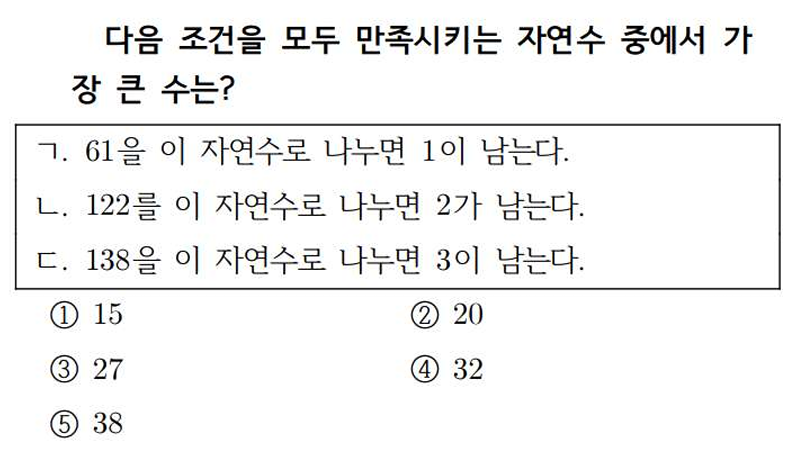 다음 조건을 모두 만족시키는 자연수 중에서 가
장 큰 수는?
ㄱ. 61을 이 자연수로 나누면 1이 남는다.
ㄴ. 122를 이 자연수로 나누면 2가 남는다.
ㄷ. 138을 이 자연수로 나누면 3이 남는다.
① 15 ② 20
③ 27 ④ 32
⑤ 38